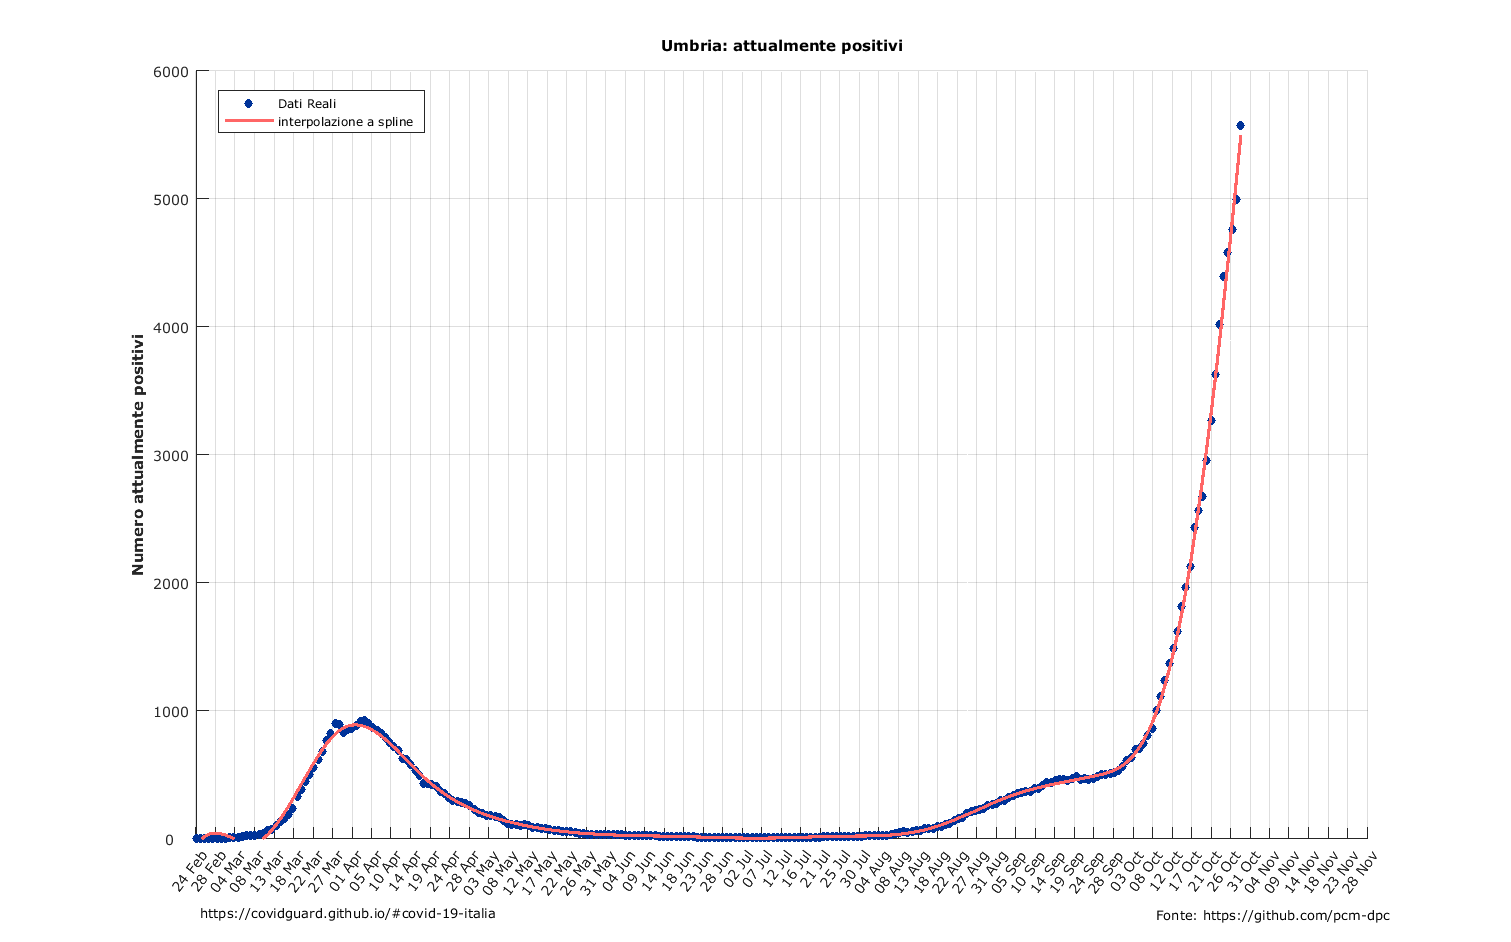 Umbria: attualmente positivi
Dati Reali
interpolazione a spline
Numero attualmente positivi
6000
5000
4000
3000
2000
1000
0
24 Feb
28 Feb
04 Mar
08 Mar
13 Mar
18 Mar
22 Mar
27 Mar
01 Apr
05 Apr
10 Apr
14 Apr
19 Apr
24 Apr
28 Apr
03 May
08 May
12 May
17 May
22 May
26 May
31 May
04 Jun
09 Jun
14 Jun
18 Jun
23 Jun
28 Jun
02 Jul
07 Jul
12 Jul
16 Jul
21 Jul
25 Jul
30 Jul
04 Aug
08 Aug
13 Aug
18 Aug
22 Aug
27 Aug
31 Aug
05 Sep
10 Sep
14 Sep
19 Sep
24 Sep
28 Sep
03 Oct
08 Oct
12 Oct
17 Oct
21 Oct
26 Oct
31 Oct
04 Nov
09 Nov
14 Nov
18 Nov
23 Nov
28 Nov
https://covidguard.github.io/#covid-19-italia
Fonte: https://github.com/pcm-dpc